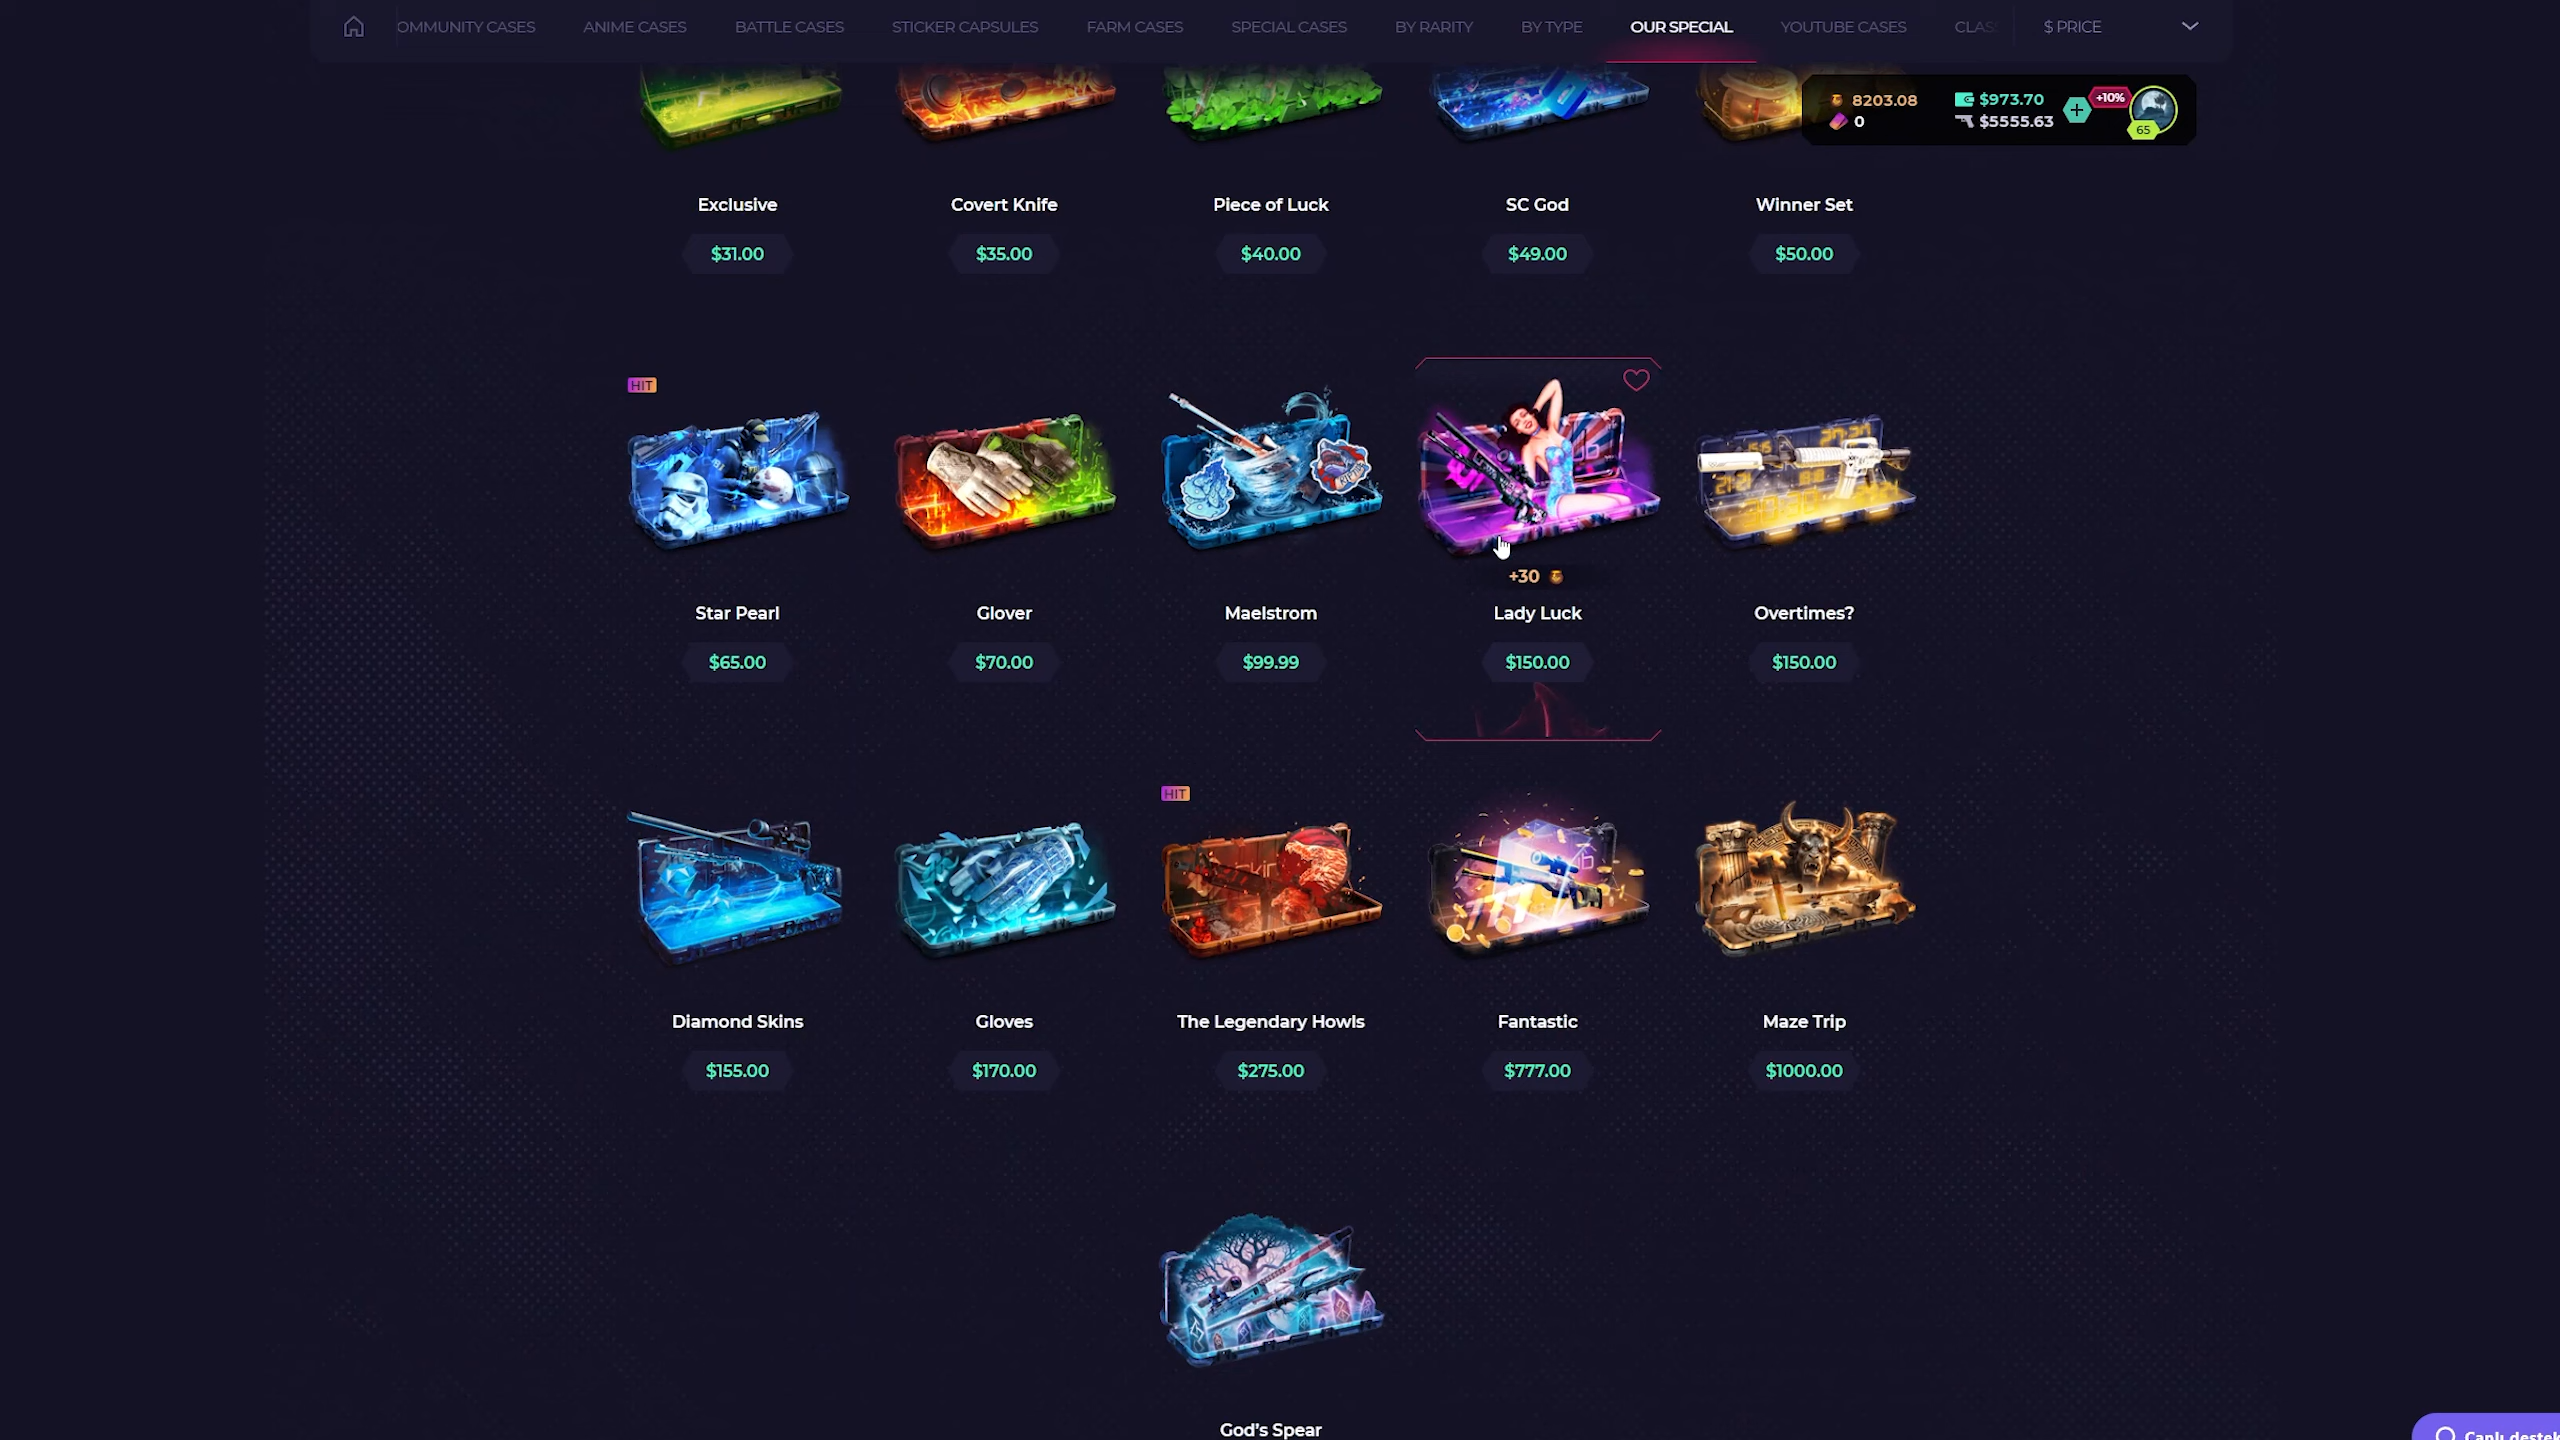 OMMUNITY CASES ANIME CASES BATTLE CASES STICKER CAPSULES FARM CASES SPECIAL CASES BY RARITY BY TYPE OUR SPECIAL YOUTUBE CASES CLAS $ PRICE
8203.08 $973.70 +10%
0 $5555.63 65
Exclusive Covert Knife Piece of Luck SC God Winner Set
$31.00 $35.00 $40.00 $49.00 $50.00
HIT
+30
Star Pearl Glover Maelstrom Lady Luck Overtimes?
$65.00 $70.00 $99.99 $150.00 $150.00
HIT
Diamond Skins Gloves The Legendary Howls Fantastic Maze Trip
$155.00 $170.00 $275.00 $777.00 $1000.00
God's Spear
Canlı destek